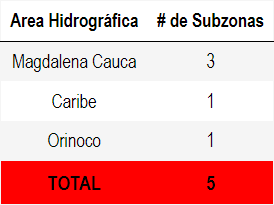 Area Hidrográfica # de Subzonas
Magdalena Cauca 3
Caribe 1
Orinoco 1
TOTAL 5